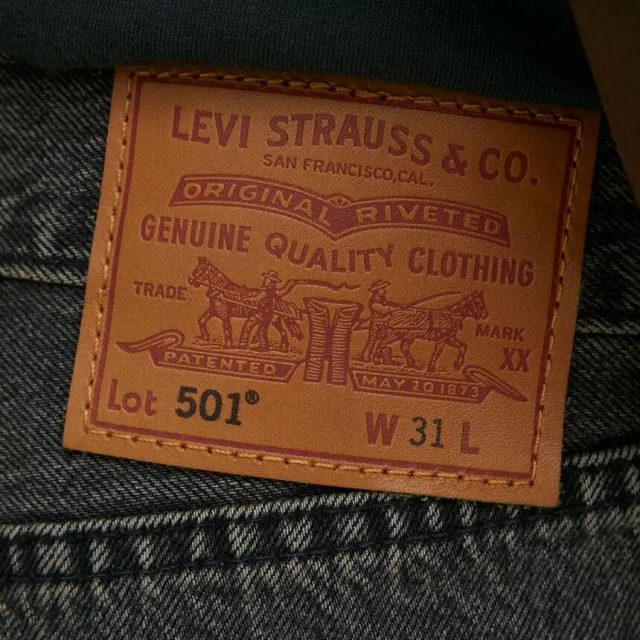 LEVI STRAUSS & CO.
SAN FRANCISCO, CAL.
ORIGINAL RIVETED
GENUINE QUALITY CLOTHING
TRADE MARK
XX
PATENTED MAY 20 1873
Lot 501® W 31 L